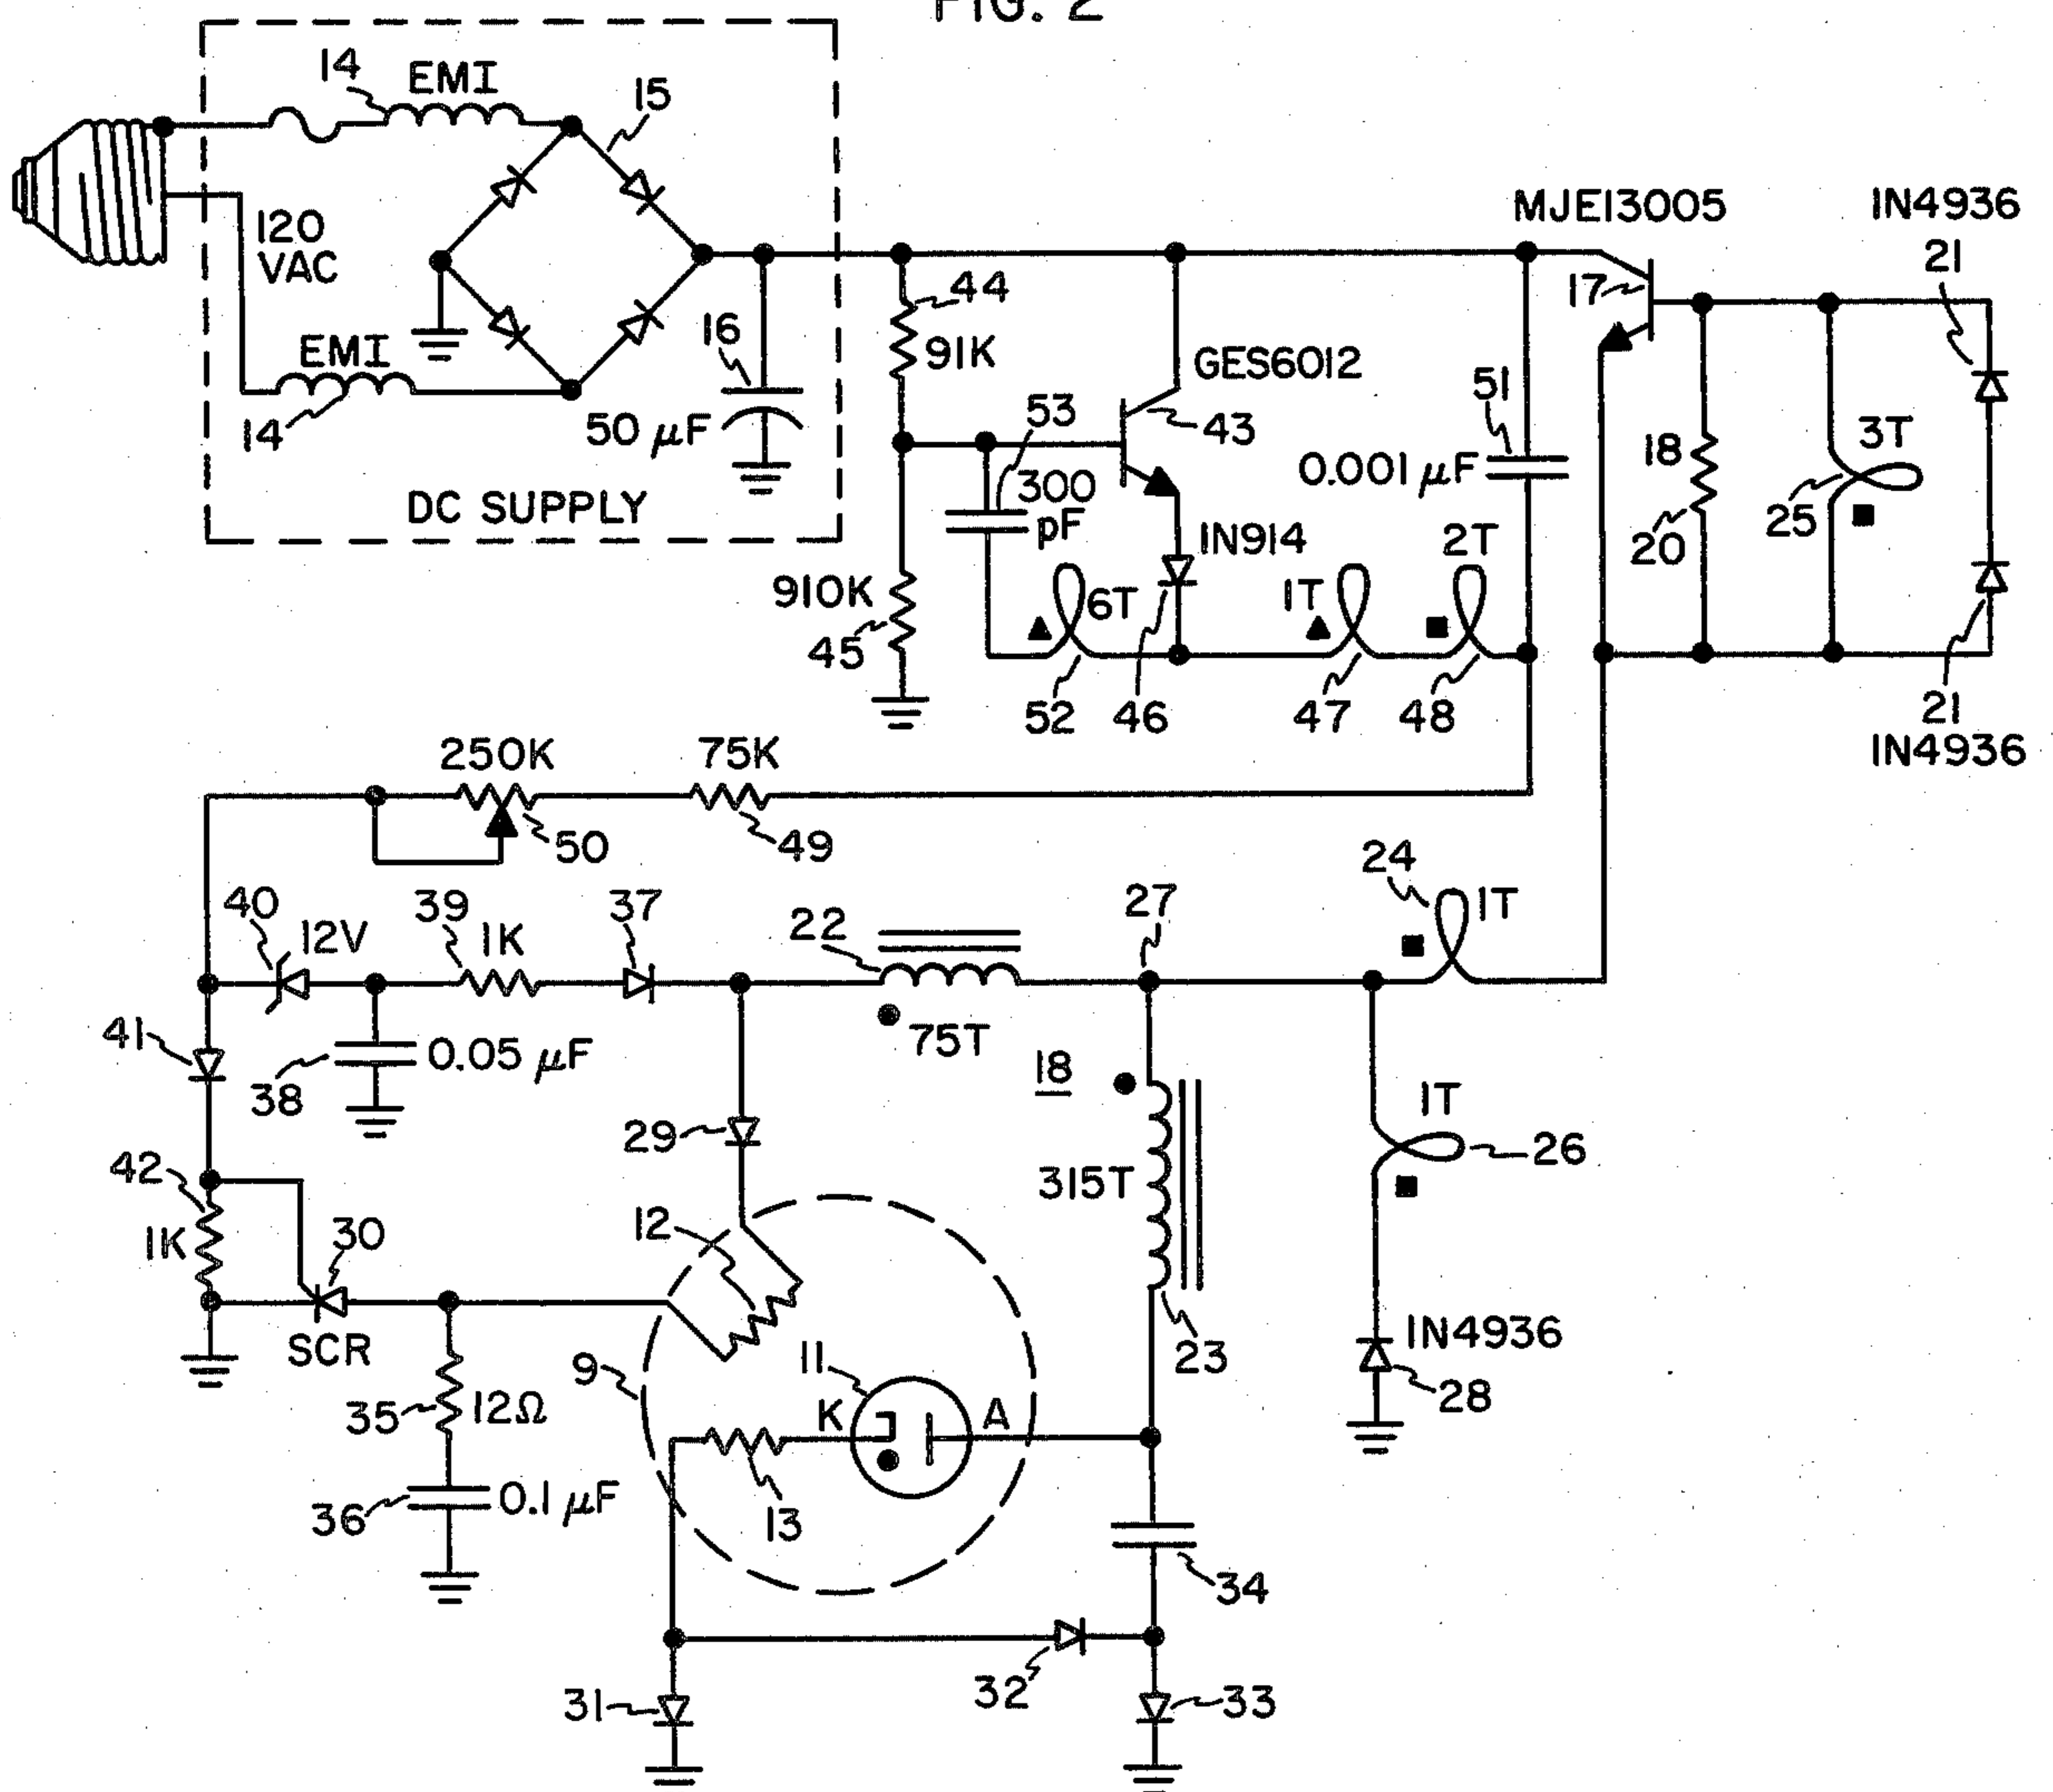 FIG. 2
14 EMI 15
120
VAC
EMI
14
16
50 μF
DC SUPPLY
MJE13005
1N4936
21
17
44
91K
GES6012
43
53
300
pF
51
0.001 μF
18
20
3T
25
1N914
2T
910K
45
6T
1T
52 46 47 48
21
1N4936
250K 75K
50 49
24
1T
40 12V 39 1K 37 22 27
75T
41
38
0.05 μF
18
29
315T
1T
26
42
1K
30
SCR
12
23
1N4936
28
9
11
K A
35
12Ω
13
36
0.1 μF
34
32
31
33